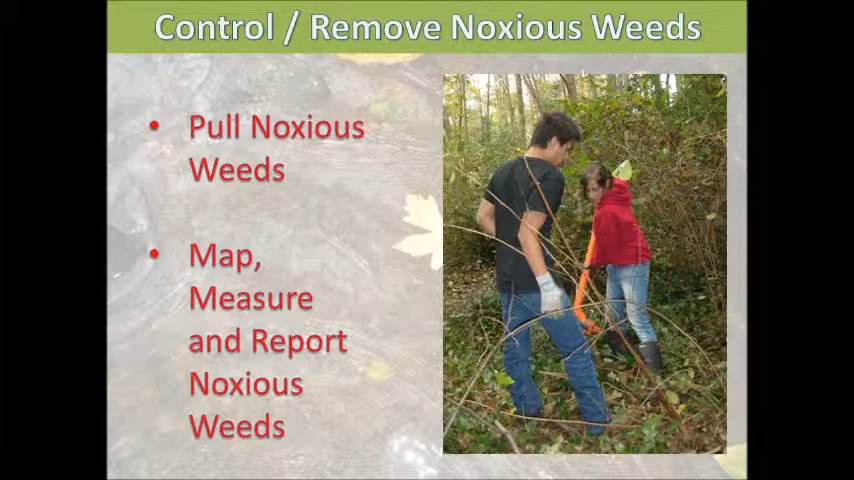 Control / Remove Noxious Weeds
• Pull Noxious
Weeds
• Map,
Measure
and Report
Noxious
Weeds